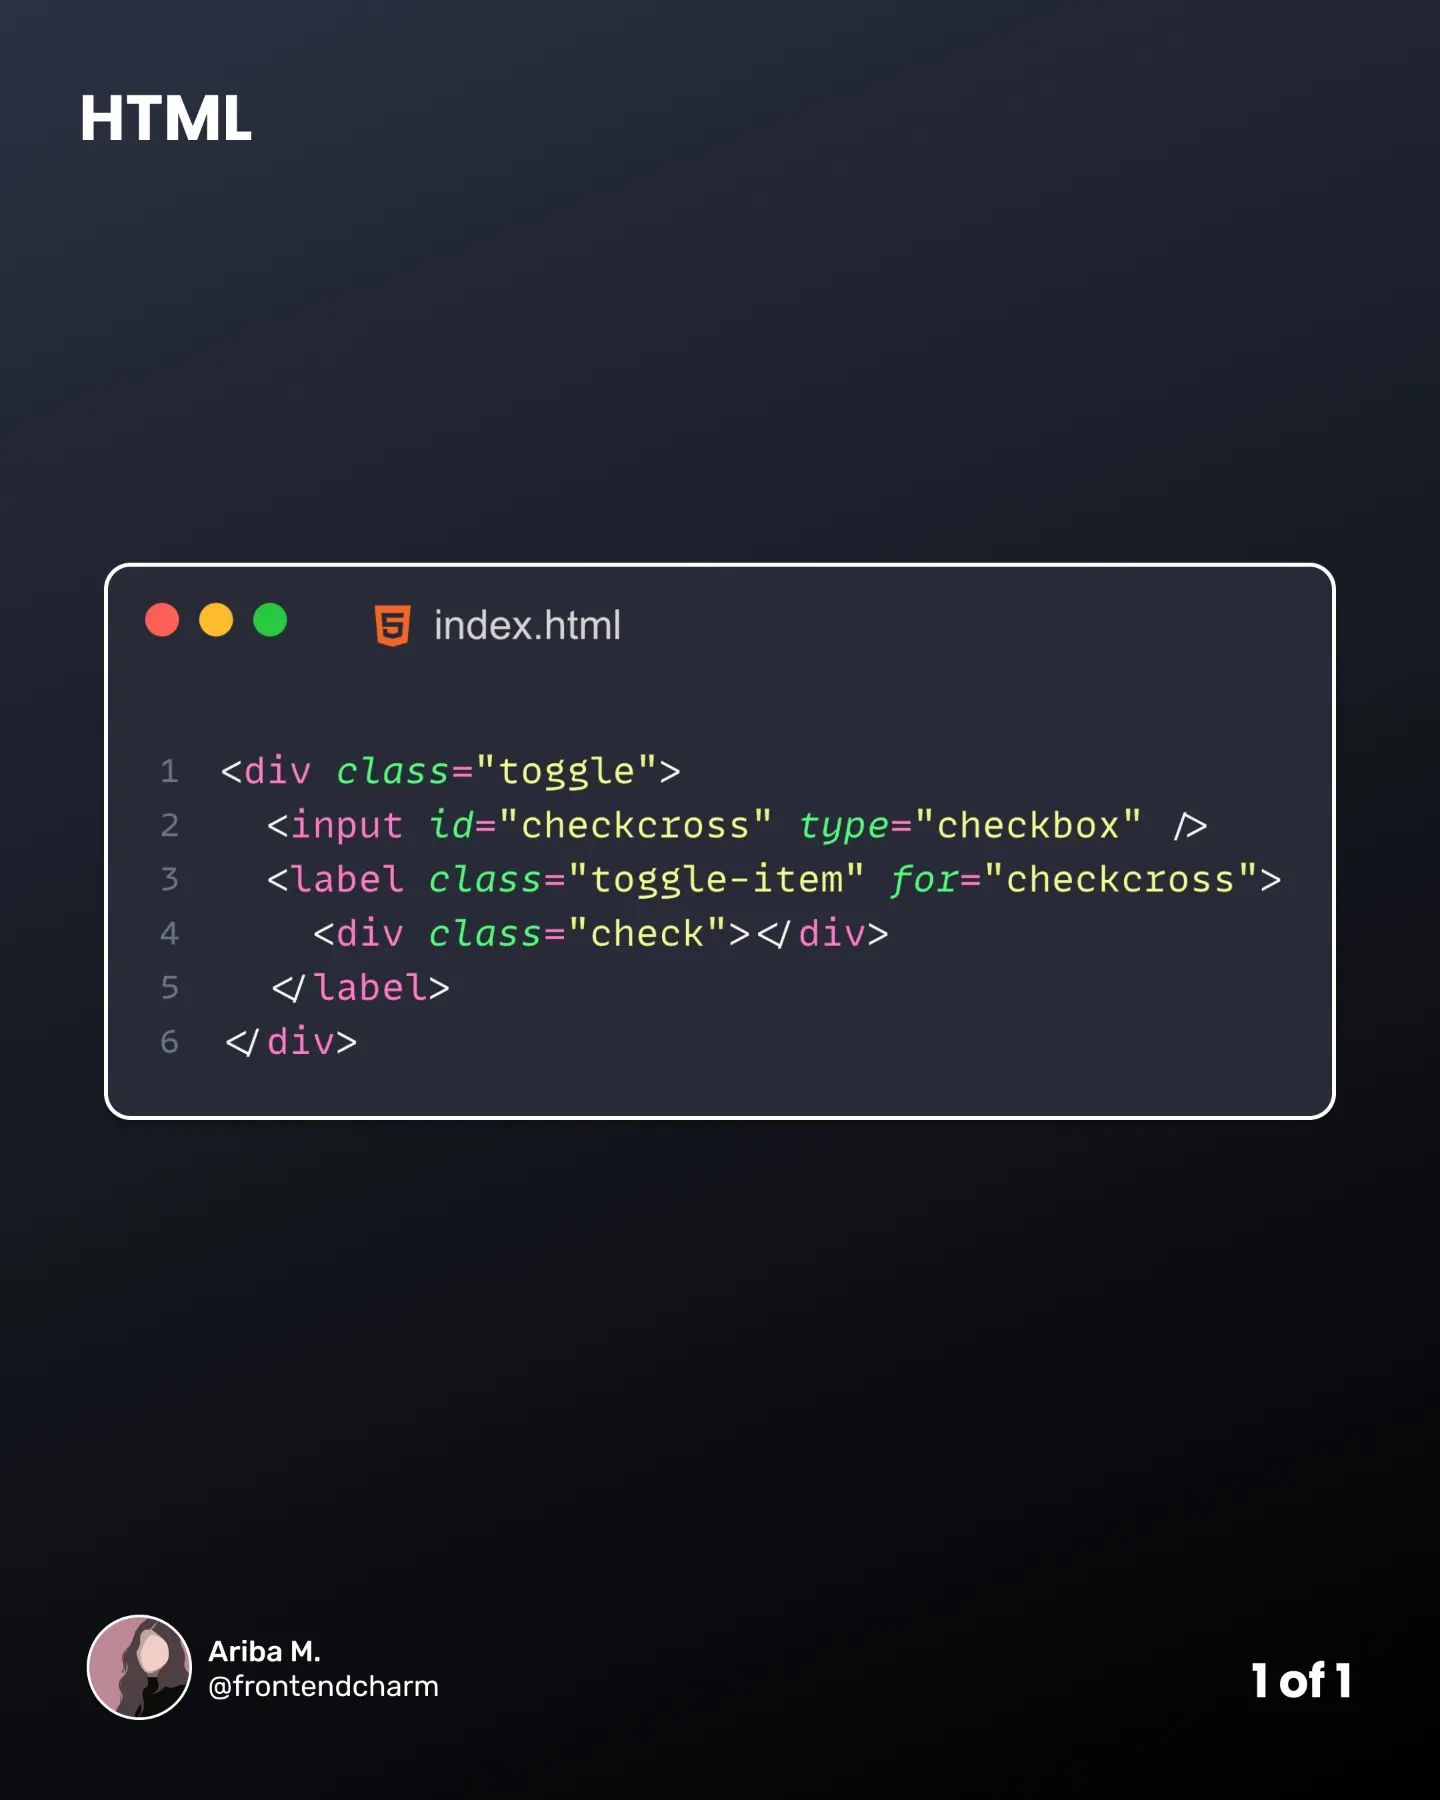 HTML
index.html
1 <div class="toggle">
2   <input id="checkcross" type="checkbox" />
3   <label class="toggle-item" for="checkcross">
4     <div class="check"></div>
5   </label>
6 </div>
Ariba M.
@frontendcharm
1 of 1